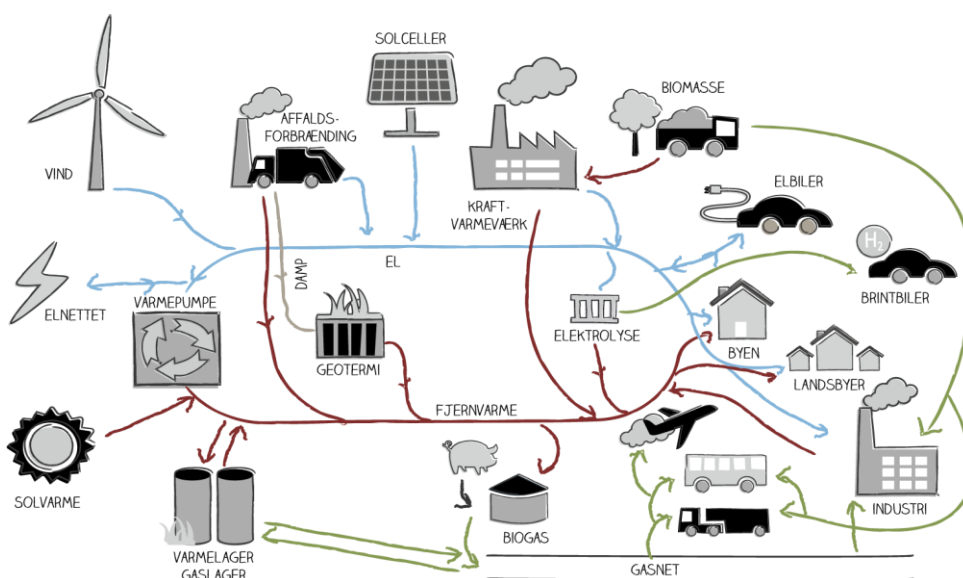 SOLCELLER
BIOMASSE
AFFALDS-
FORBRÆNDING
VIND
ELBILER
KRAFT-
VARMEVÆRK
H₂
EL
DAMP
BRINTBILER
ELNETTET
VARMEPUMPE
ELEKTROLYSE
BYEN
GEOTERMI
LANDSBYER
FJERNVARME
SOLVARME
INDUSTRI
BIOGAS
VARMELAGER
GASLAGER
GASNET